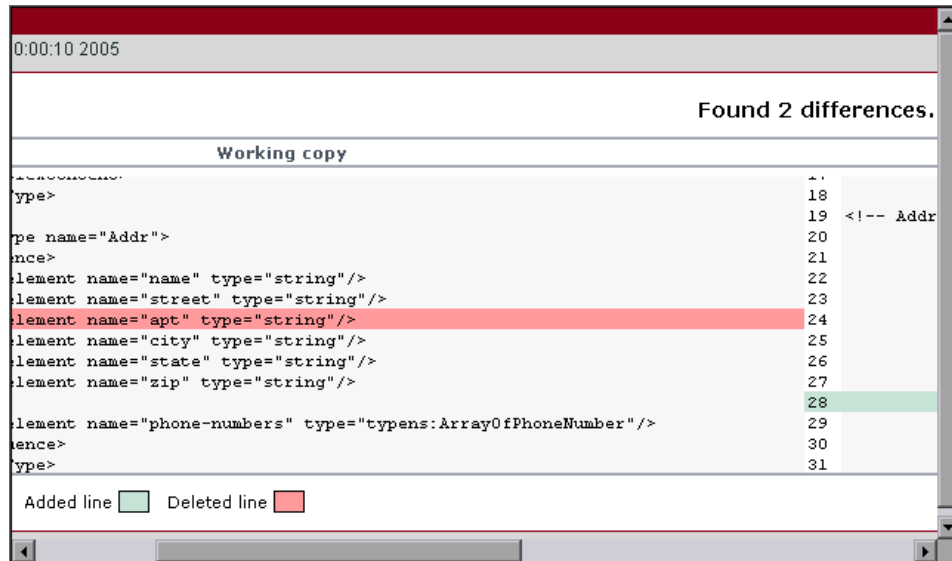 0:00:10 2005
Found 2 differences.
Working copy
ype> 18
19 <!-- Addr
pe name="Addr"> 20
ence> 21
lement name="name" type="string"/> 22
lement name="street" type="string"/> 23
lement name="apt" type="string"/> 24
lement name="city" type="string"/> 25
lement name="state" type="string"/> 26
lement name="zip" type="string"/> 27
28
lement name="phone-numbers" type="typens:ArrayOfPhoneNumber"/> 29
ence> 30
ype> 31
Added line Deleted line